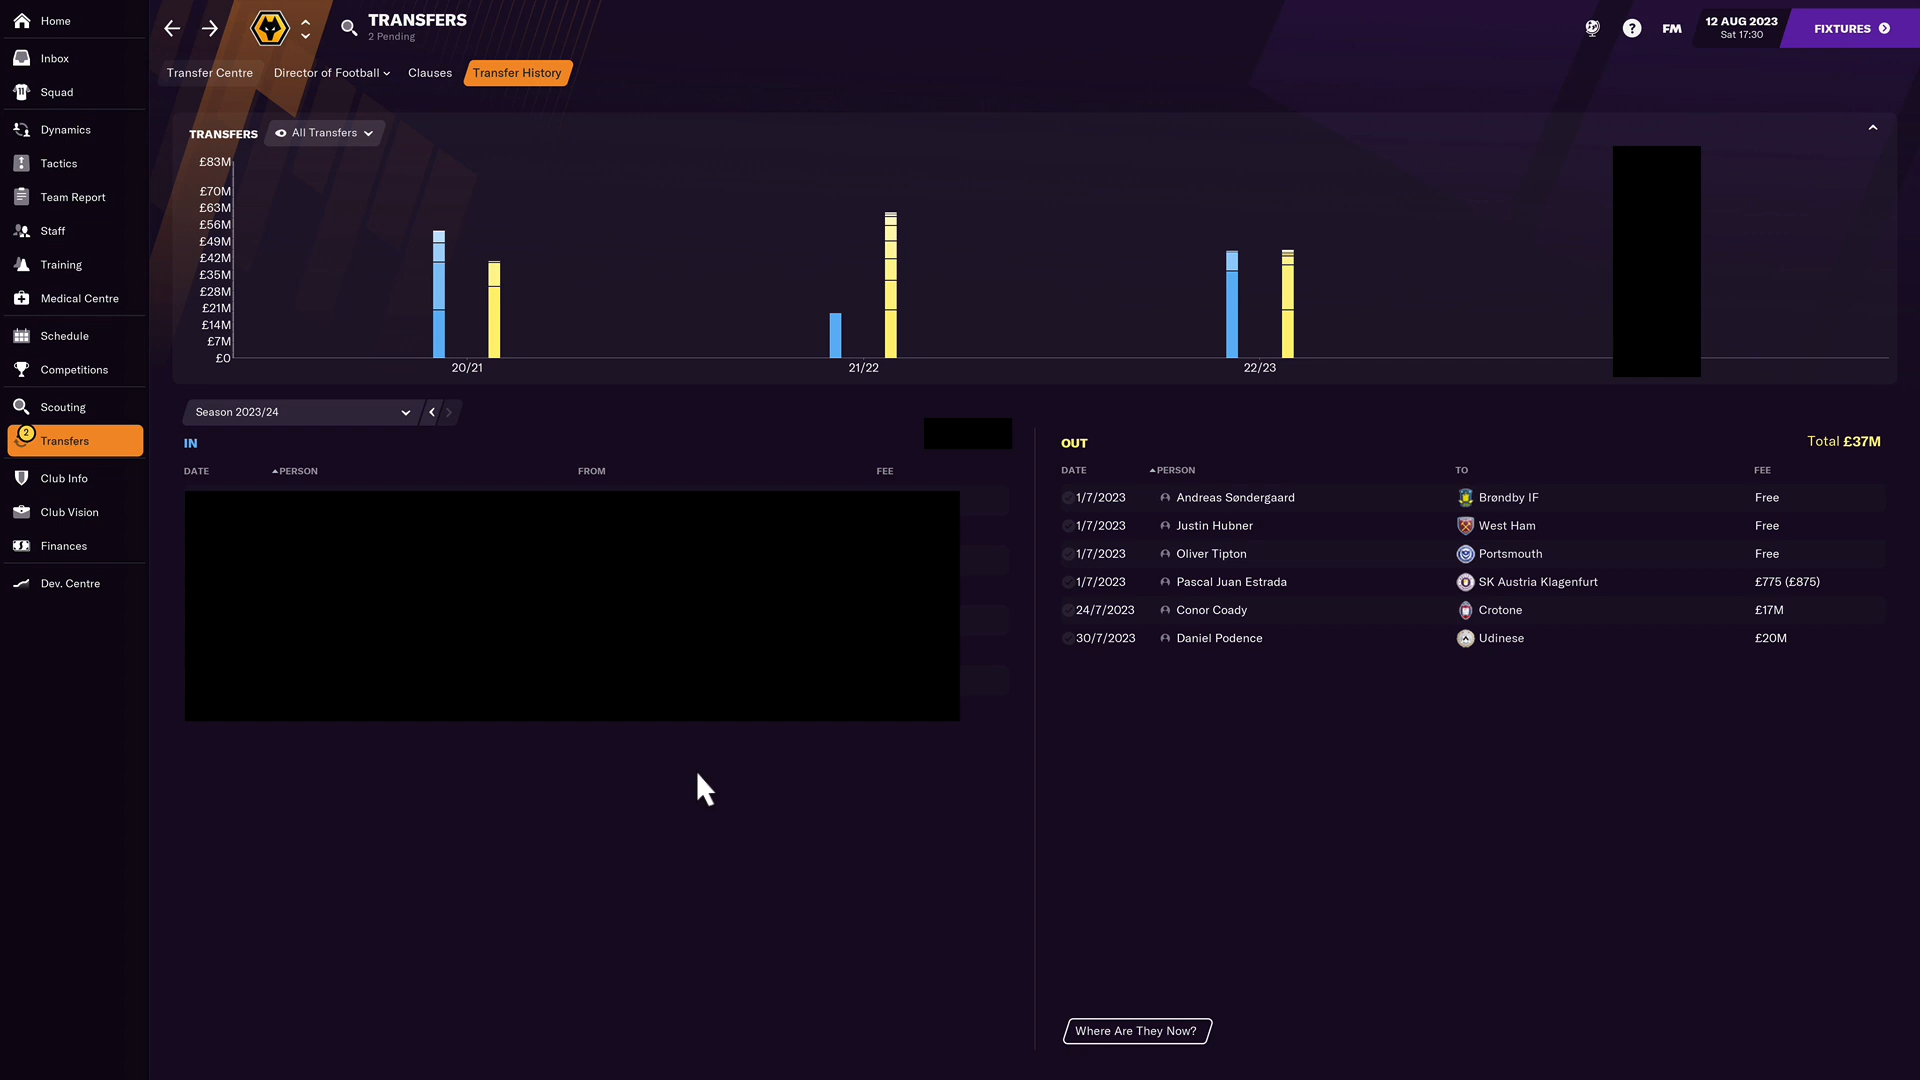 Home
Inbox
Squad
Dynamics
Tactics
Team Report
Staff
Training
Medical Centre
Schedule
Competitions
Scouting
2
Transfers
Club Info
Club Vision
Finances
Dev. Centre
TRANSFERS
2 Pending
FM
12 AUG 2023
Sat 17:30
FIXTURES
Transfer Centre Director of Football Clauses Transfer History
TRANSFERS All Transfers
£83M
£70M
£63M
£56M
£49M
£42M
£35M
£28M
£21M
£14M
£7M
£0
20/21 21/22 22/23
Season 2023/24
IN
DATE PERSON FROM FEE
OUT Total £37M
DATE PERSON TO FEE
1/7/2023 Andreas Søndergaard Brøndby IF Free
1/7/2023 Justin Hubner West Ham Free
1/7/2023 Oliver Tipton Portsmouth Free
1/7/2023 Pascal Juan Estrada SK Austria Klagenfurt £775 (£875)
24/7/2023 Conor Coady Crotone £17M
30/7/2023 Daniel Podence Udinese £20M
Where Are They Now?